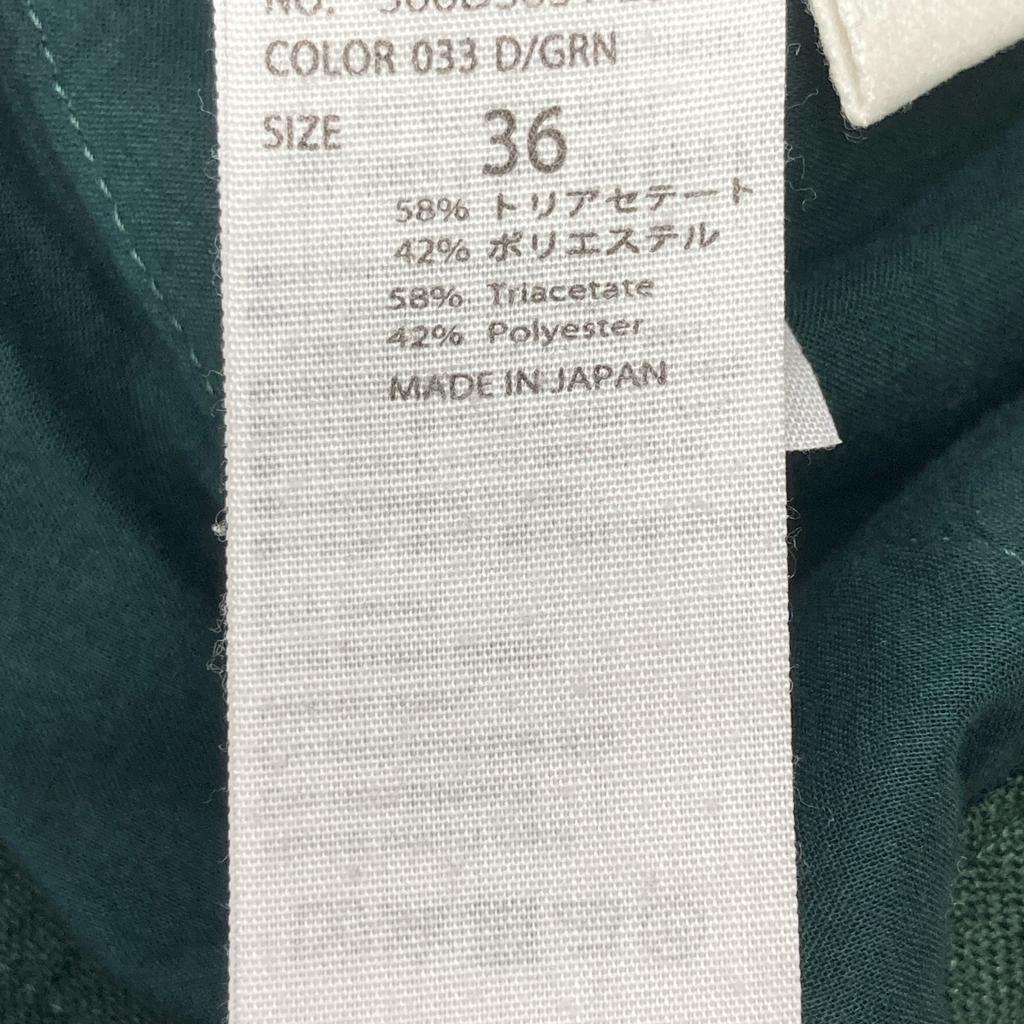 NO.
COLOR 033 D/GRN
SIZE 36
58% トリアセテート
42% ポリエステル
58% Triacetate
42% Polyester
MADE IN JAPAN